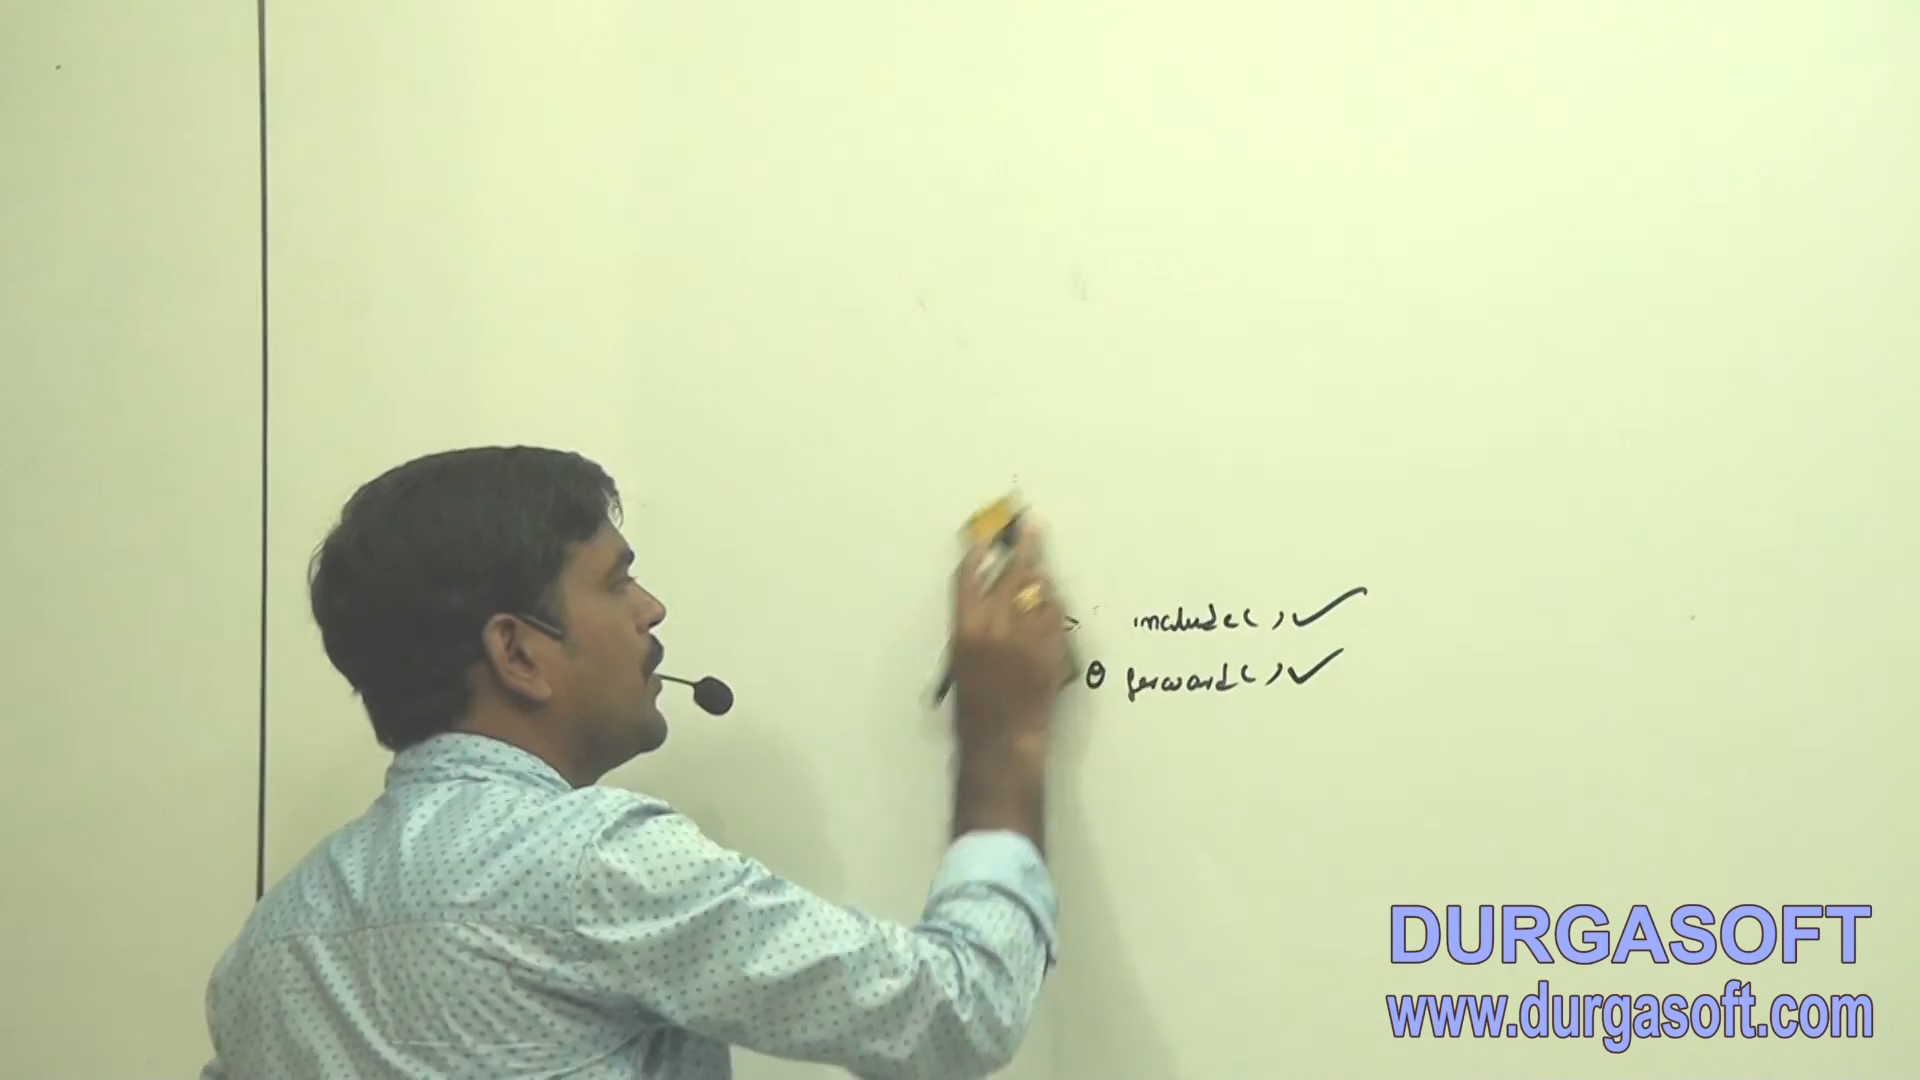 include( ) ✓
forward( ) ✓
DURGASOFT
www.durgasoft.com